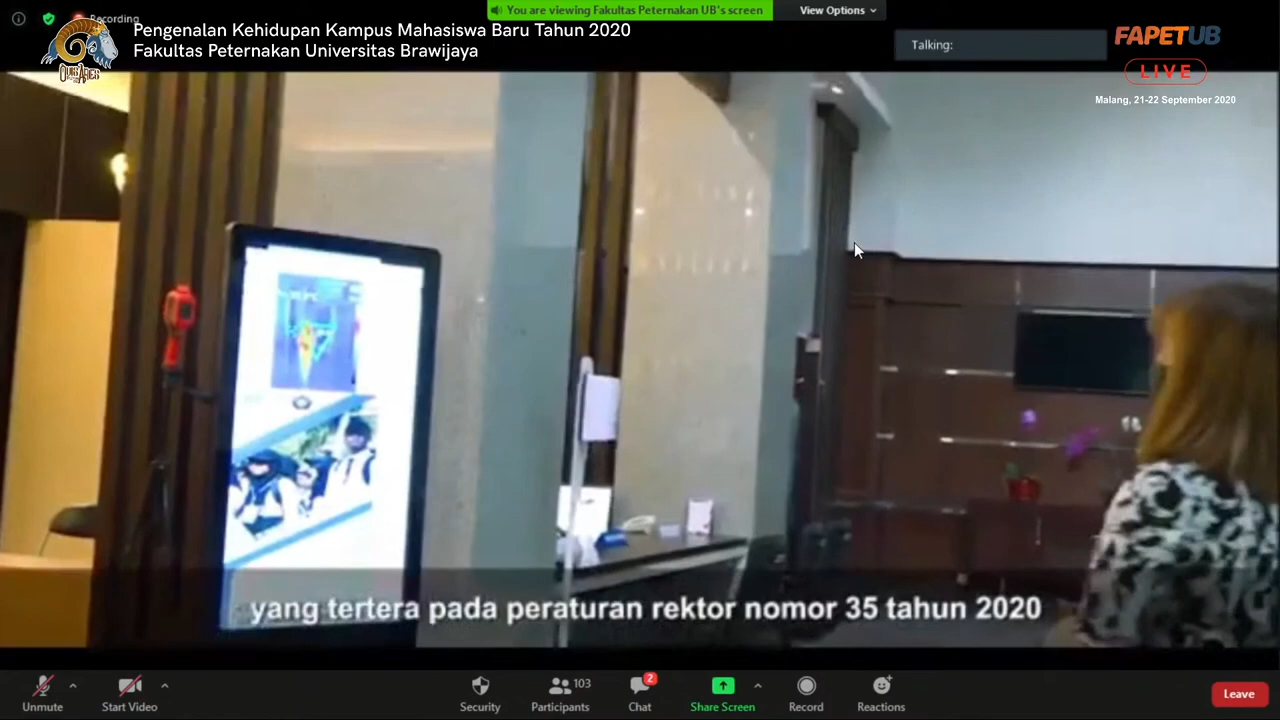 Recording
You are viewing Fakultas Peternakan UB's screen
View Options
Pengenalan Kehidupan Kampus Mahasiswa Baru Tahun 2020
Fakultas Peternakan Universitas Brawijaya
Talking:
FAPETUB
LIVE
Malang, 21-22 September 2020
yang tertera pada peraturan rektor nomor 35 tahun 2020
Unmute
Start Video
Security
Participants
103
Chat
2
Share Screen
Record
Reactions
Leave